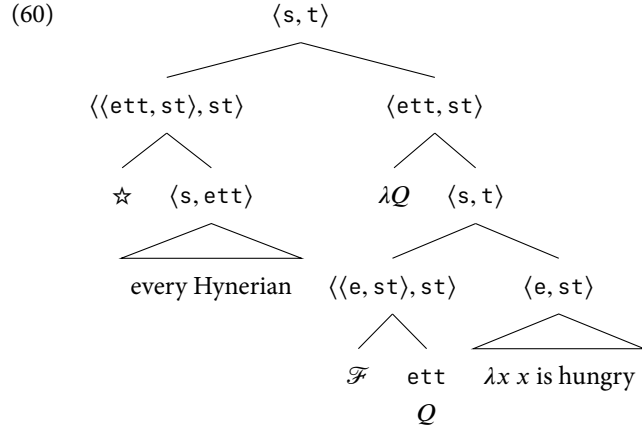 (60) ⟨s, t⟩
⟨⟨ett, st⟩, st⟩ ⟨ett, st⟩
☆ ⟨s, ett⟩ λQ ⟨s, t⟩
every Hynerian ⟨⟨e, st⟩, st⟩ ⟨e, st⟩
ℱ ett λx x is hungry
Q